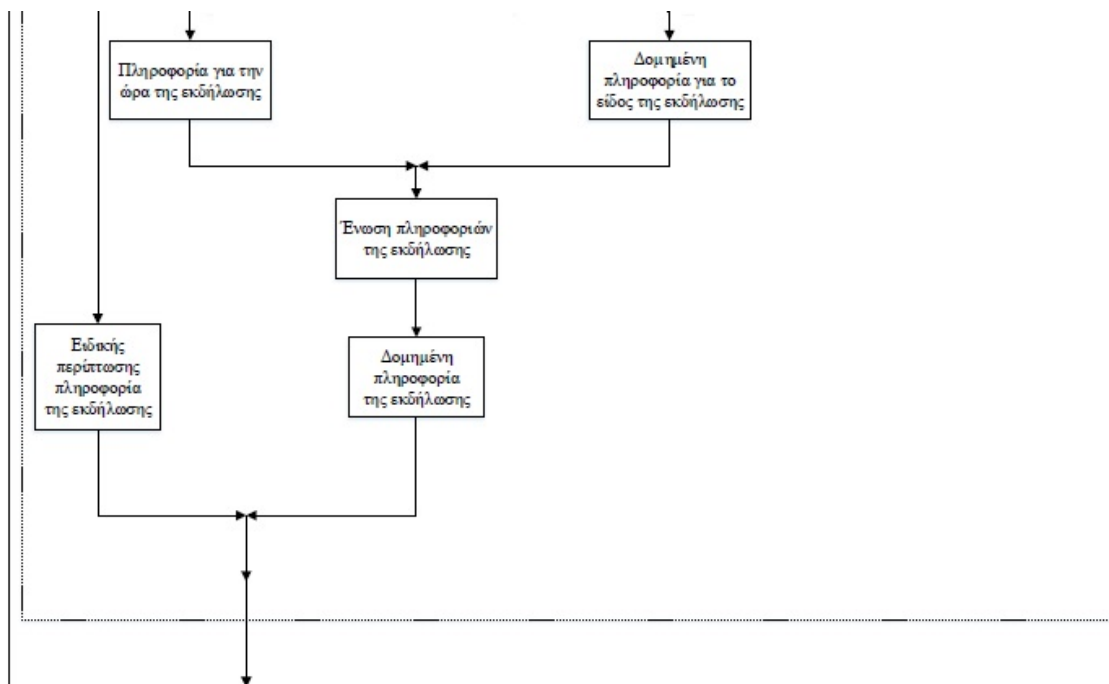 Πληροφορία για την
ώρα της εκδήλωσης
Δομημένη
πληροφορία για το
είδος της εκδήλωσης
Ένωση πληροφοριών
της εκδήλωσης
Ειδικής
περίπτωσης
πληροφορία
της εκδήλωσης
Δομημένη
πληροφορία
της εκδήλωσης